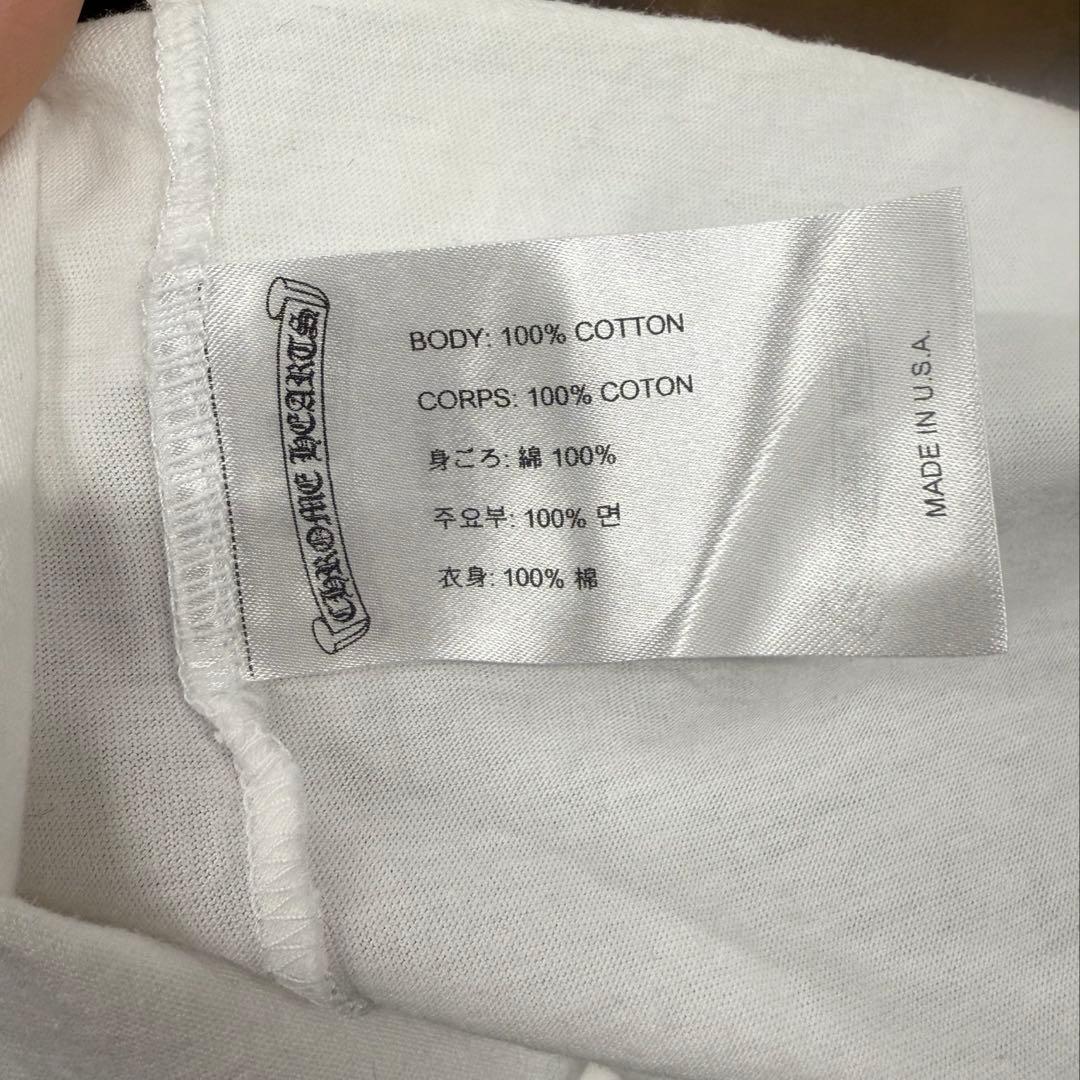 CHROME HEARTS
BODY: 100% COTTON
CORPS: 100% COTON
身ごろ: 綿 100%
주요부: 100% 면
衣身: 100% 棉
MADE IN U.S.A.